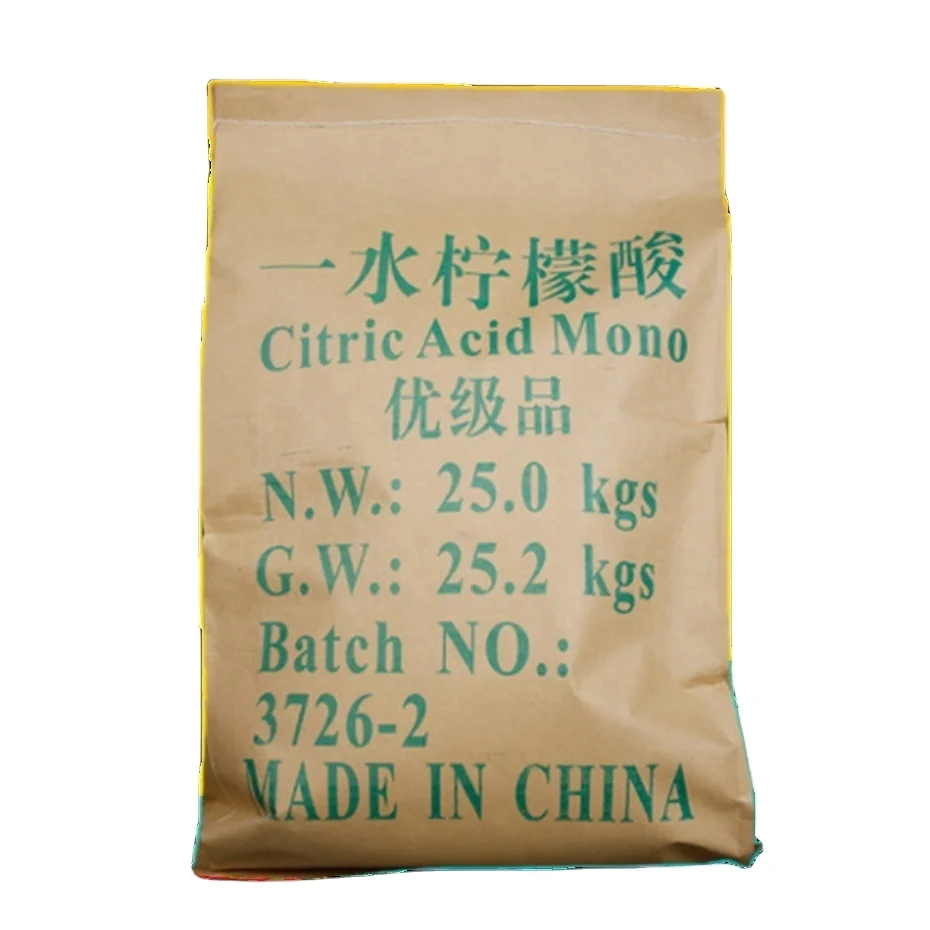 一水柠檬酸
Citric Acid Mono
优级品
N.W.: 25.0 kgs
G.W.: 25.2 kgs
Batch NO.:
3726-2
MADE IN CHINA